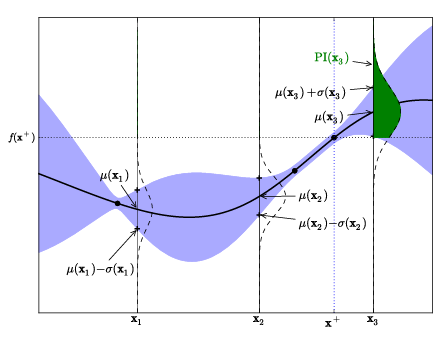 PI(x₃)
μ(x₃)+σ(x₃)
μ(x₃)
f(x⁺)
μ(x₁)
μ(x₂)
μ(x₂)−σ(x₂)
μ(x₁)−σ(x₁)
x₁ x₂ x⁺ x₃